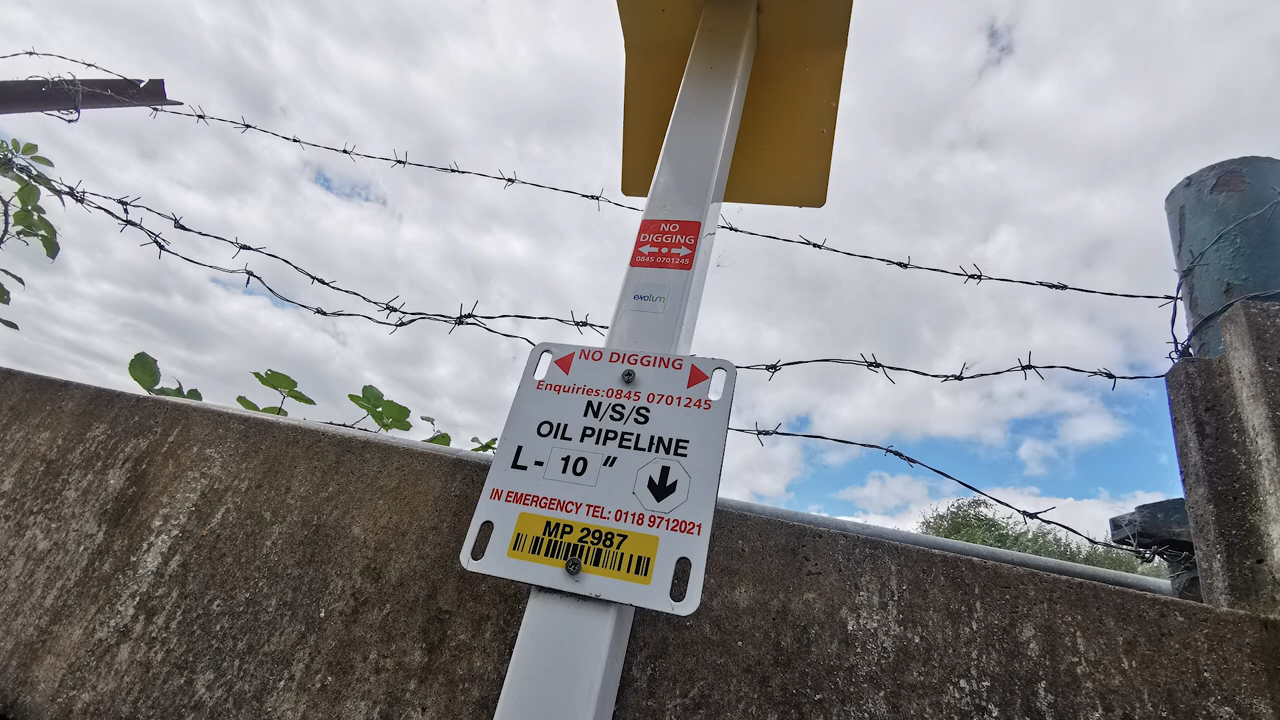 NO
DIGGING
0845 0701245
exolum
NO DIGGING
Enquiries:0845 0701245
N/S/S
OIL PIPELINE
L-10"
IN EMERGENCY TEL: 0118 9712021
MP 2987